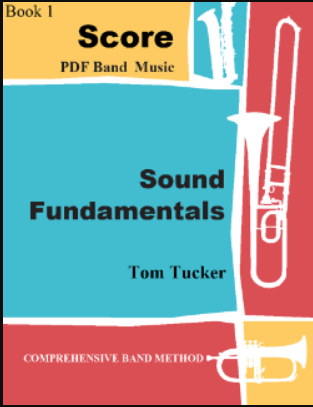 Book 1
Score
PDF Band Music
Sound
Fundamentals
Tom Tucker
COMPREHENSIVE BAND METHOD